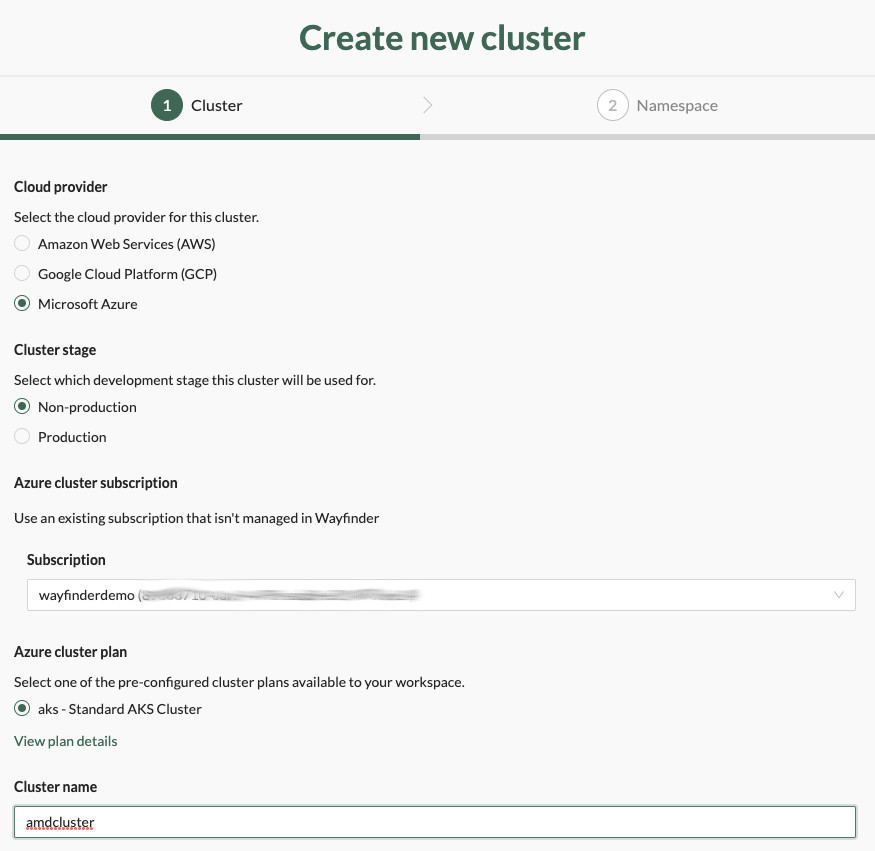 Create new cluster
1 Cluster
2 Namespace
Cloud provider
Select the cloud provider for this cluster.
Amazon Web Services (AWS)
Google Cloud Platform (GCP)
Microsoft Azure
Cluster stage
Select which development stage this cluster will be used for.
Non-production
Production
Azure cluster subscription
Use an existing subscription that isn't managed in Wayfinder
Subscription
wayfinderdemo
Azure cluster plan
Select one of the pre-configured cluster plans available to your workspace.
aks - Standard AKS Cluster
View plan details
Cluster name
amdcluster